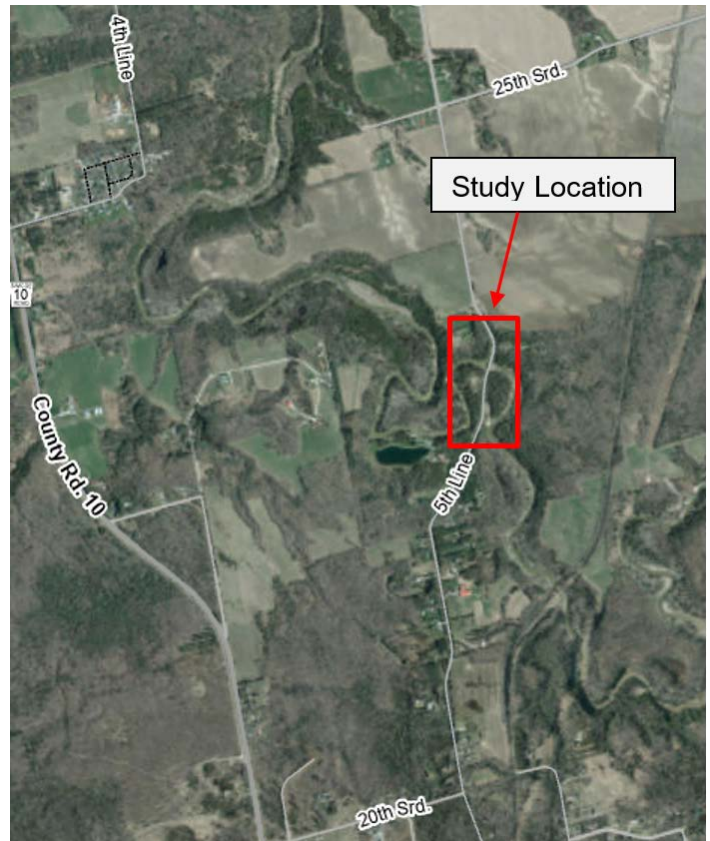 4th Line
25th Srd.
Study Location
10
County Rd. 10
5th Line
20th Srd.